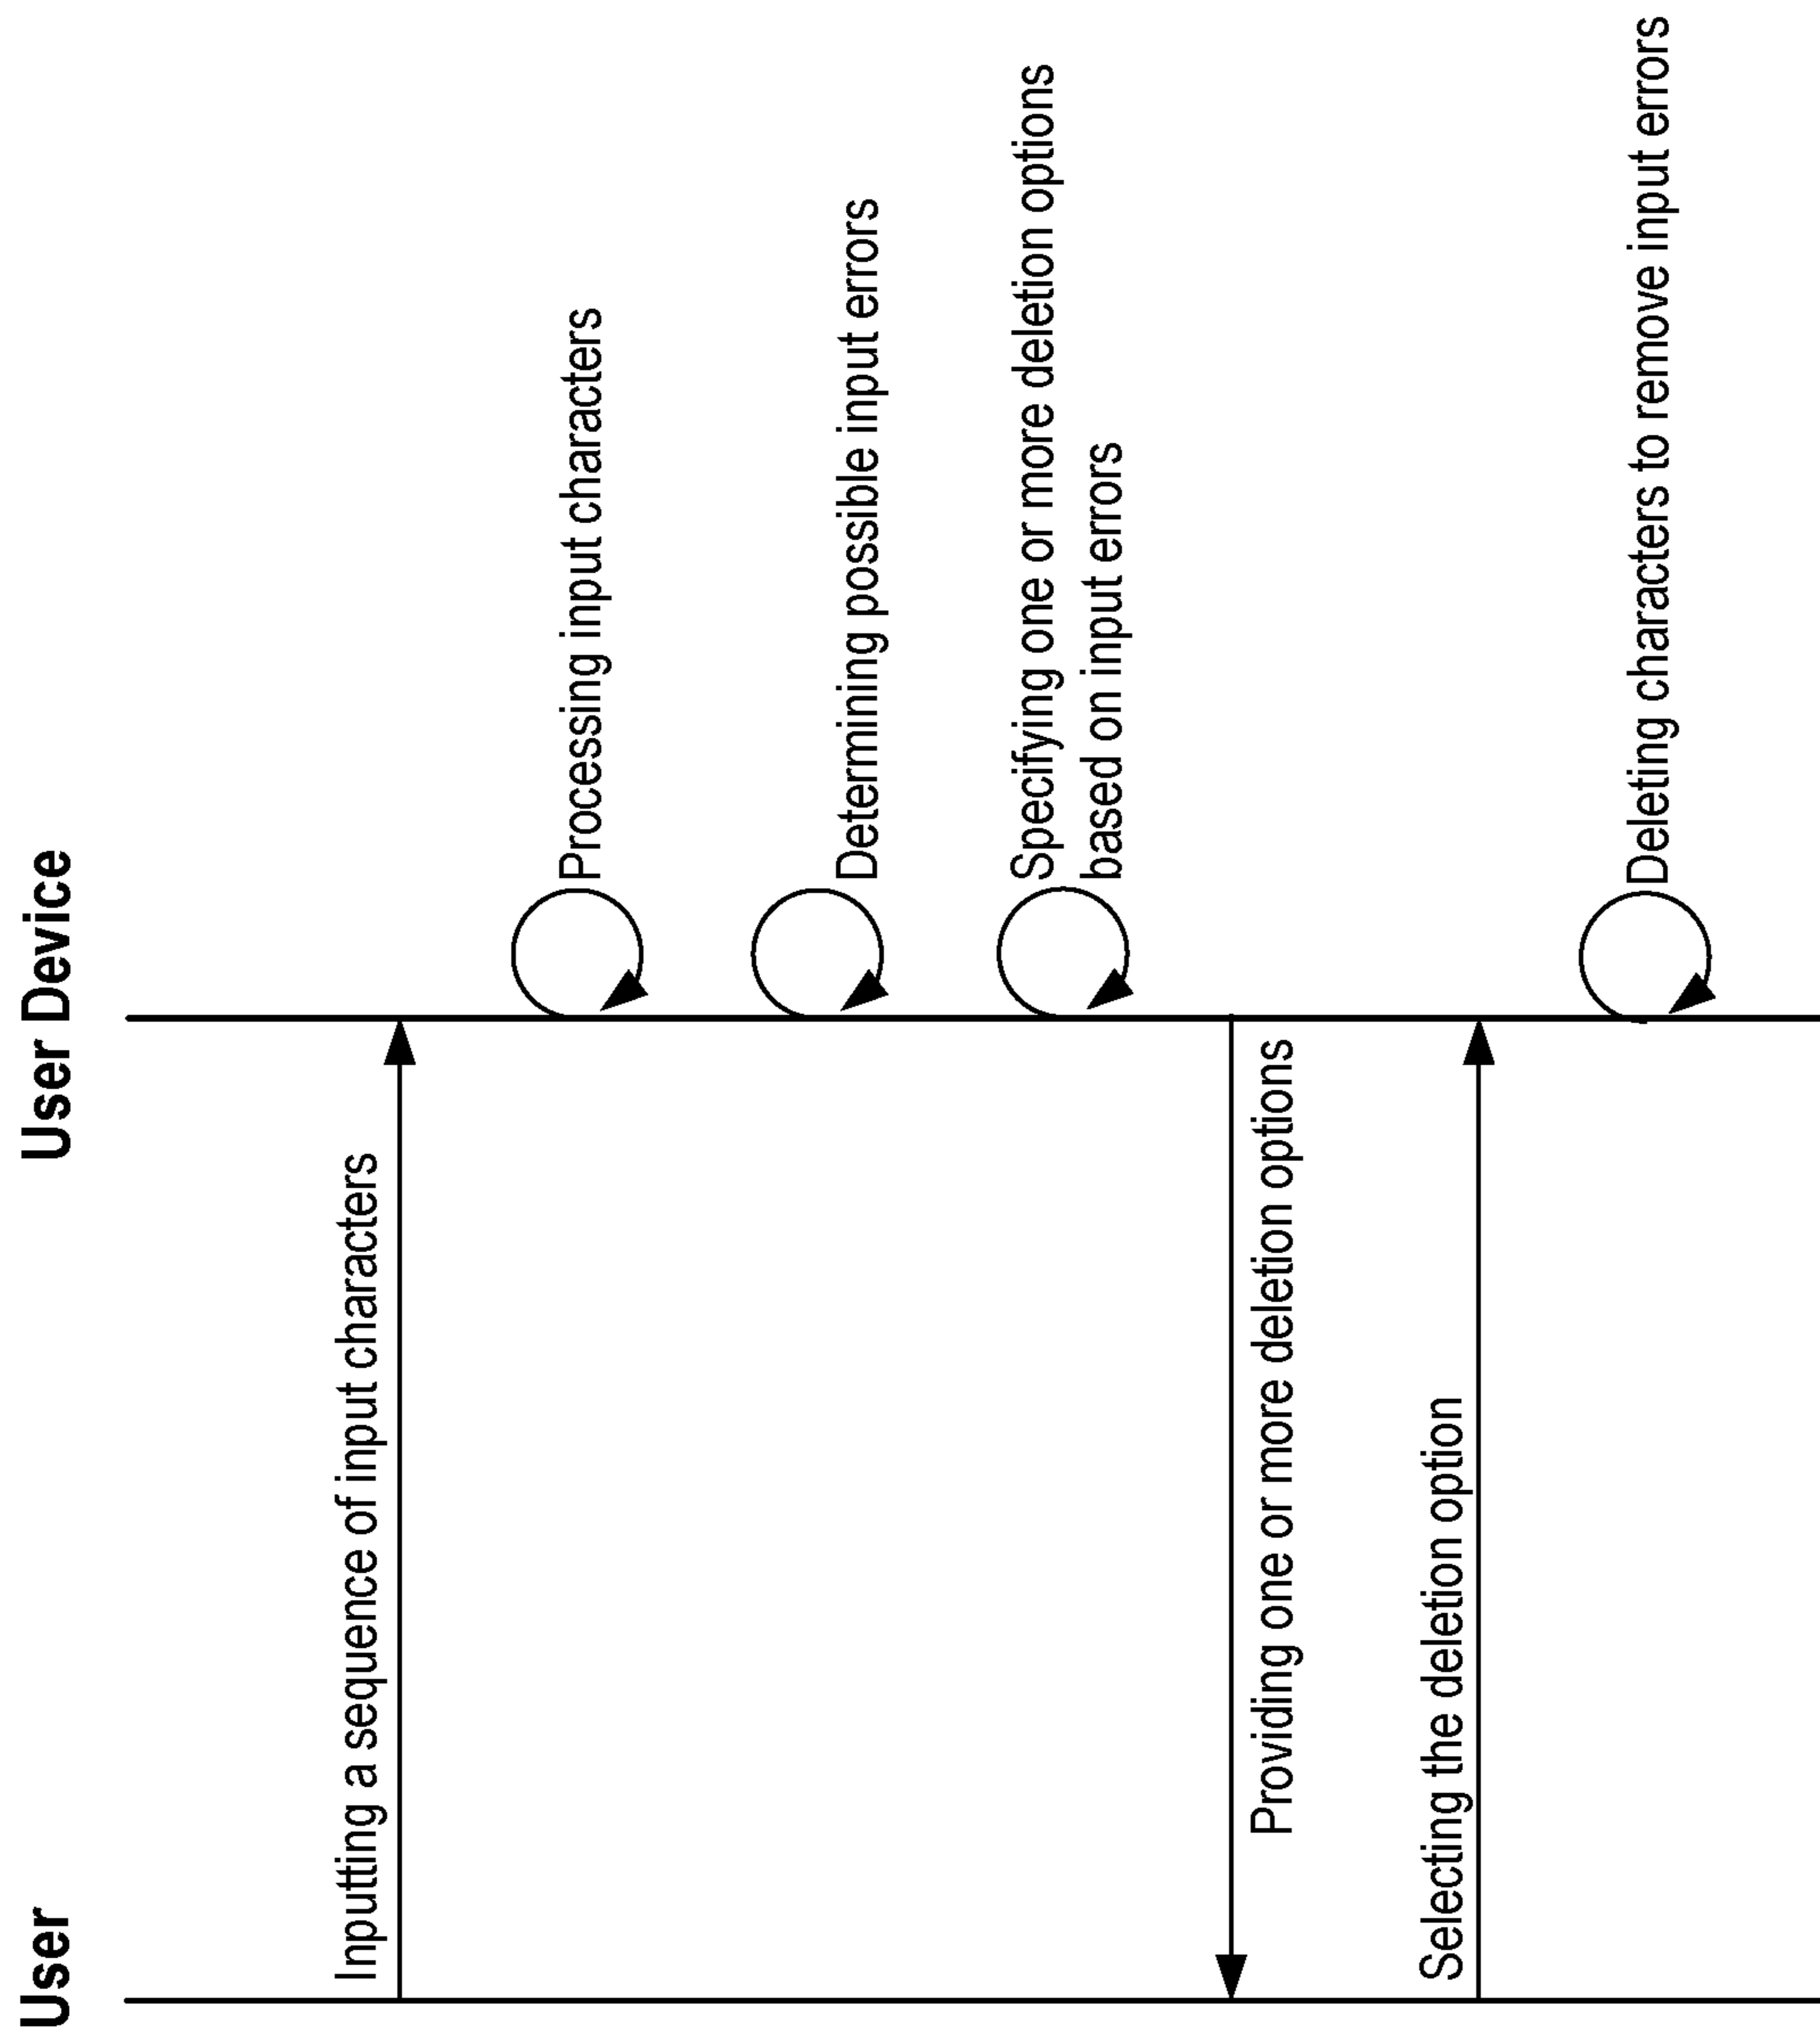 User
User Device
Inputting a sequence of input characters
Processing input characters
Determining possible input errors
Specifying one or more deletion options
based on input errors
Providing one or more deletion options
Selecting the deletion option
Deleting characters to remove input errors